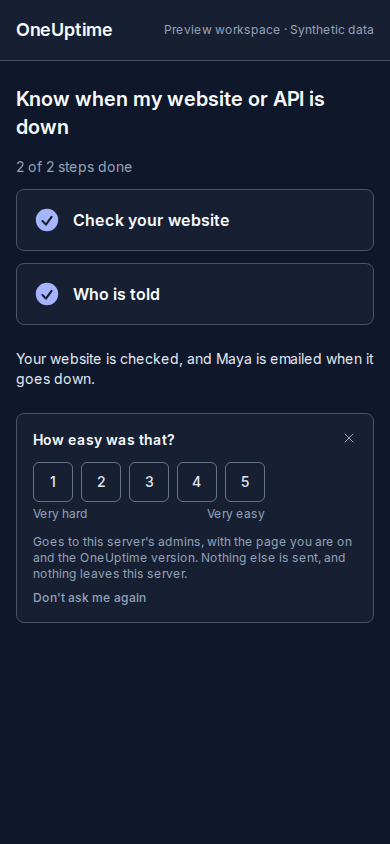 OneUptime
Preview workspace · Synthetic data
Know when my website or API is
down
2 of 2 steps done
Check your website
Who is told
Your website is checked, and Maya is emailed when it
goes down.
How easy was that?
1 2 3 4 5
Very hard Very easy
Goes to this server's admins, with the page you are on
and the OneUptime version. Nothing else is sent, and
nothing leaves this server.
Don't ask me again